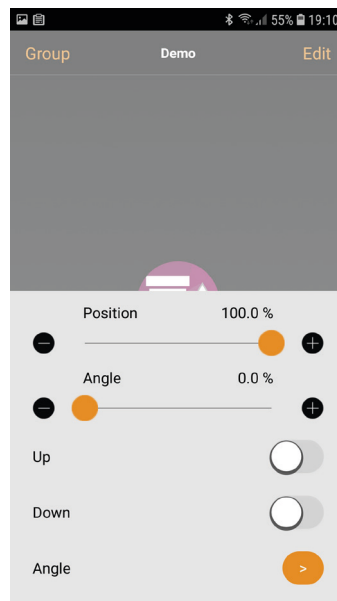 55% 19:10
Group Demo Edit
Position 100.0 %
Angle 0.0 %
Up
Down
Angle >